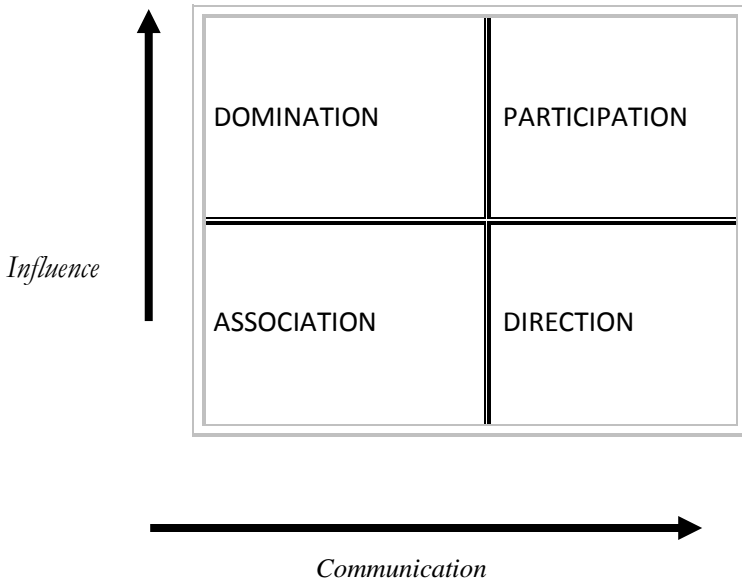 DOMINATION
PARTICIPATION
Influence
ASSOCIATION
DIRECTION
Communication